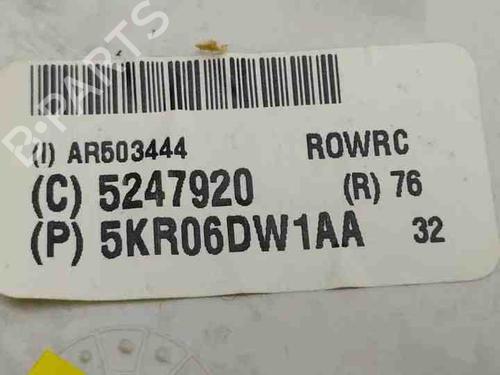 B-PARTS
(I) AR503444 ROWRC
(C) 5247920 (R) 76
(P) 5KR06DW1AA 32